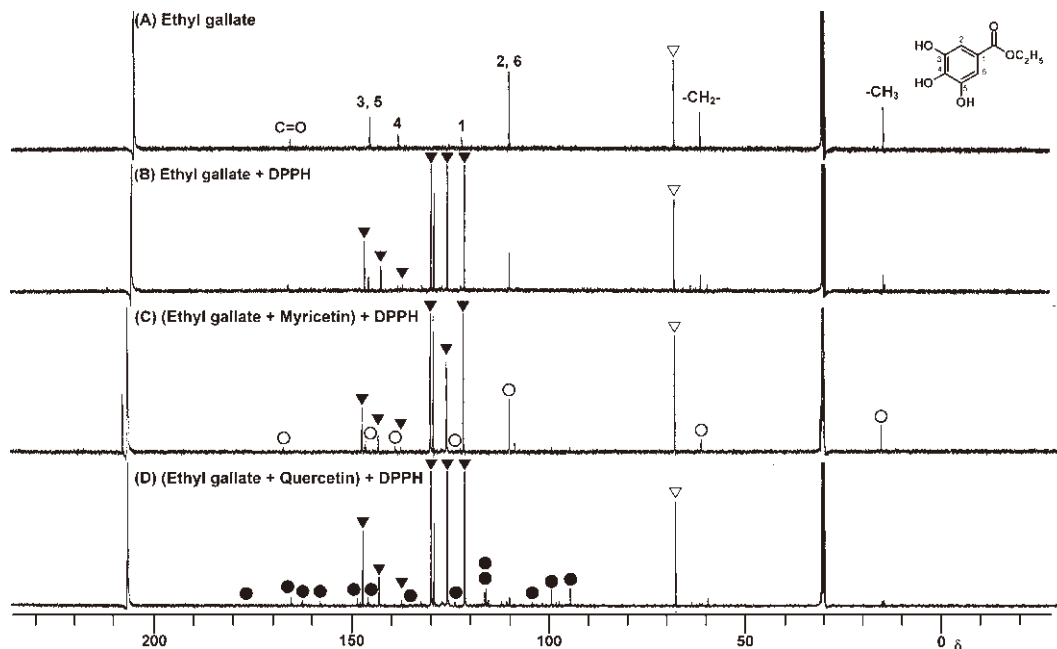 (A) Ethyl gallate
C=O
3, 5
4
1
2, 6
-CH₂-
-CH₃
HO
HO
OH
O
OC₂H₅
1
2
3
4
5
6
(B) Ethyl gallate + DPPH
(C) (Ethyl gallate + Myricetin) + DPPH
(D) (Ethyl gallate + Quercetin) + DPPH
200 150 100 50 0 δ